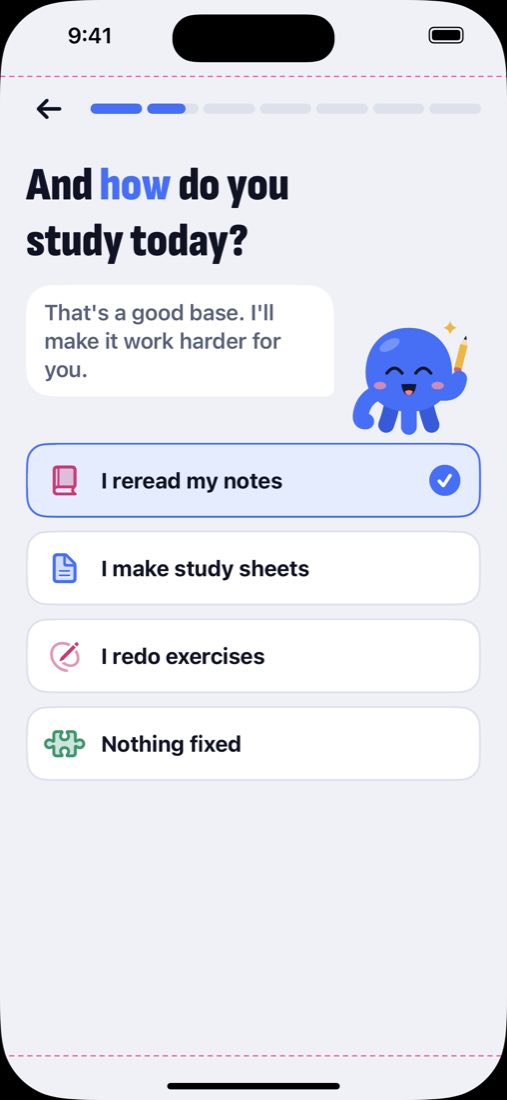 9:41
And how do you
study today?
That's a good base. I'll
make it work harder for
you.
I reread my notes
I make study sheets
I redo exercises
Nothing fixed